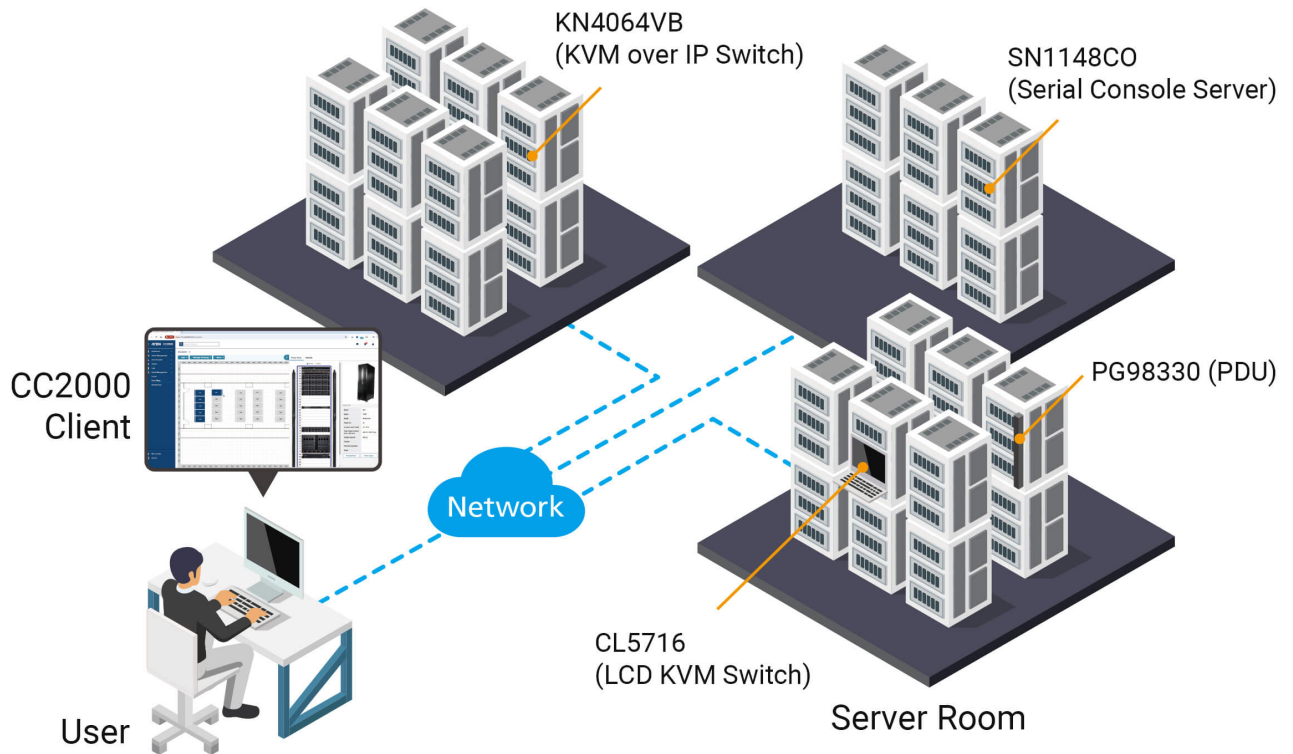 KN4064VB
(KVM over IP Switch)
SN1148CO
(Serial Console Server)
CC2000
Client
PG98330 (PDU)
Network
CL5716
(LCD KVM Switch)
User
Server Room